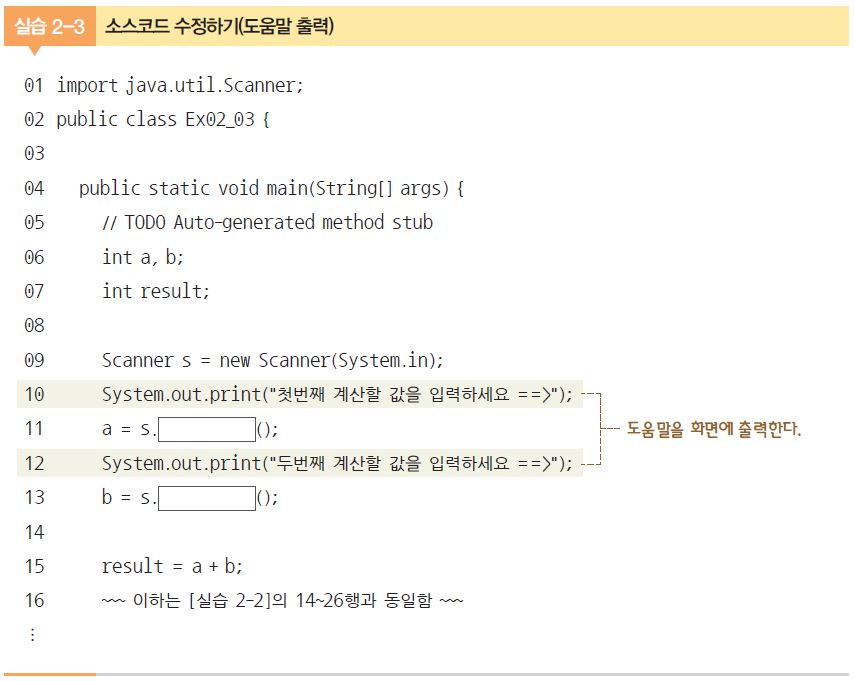 실습 2-3 소스코드 수정하기(도움말 출력)
01 import java.util.Scanner;
02 public class Ex02_03 {
03
04 public static void main(String[] args) {
05 // TODO Auto-generated method stub
06 int a, b;
07 int result;
08
09 Scanner s = new Scanner(System.in);
10 System.out.print("첫번째 계산할 값을 입력하세요 ==>");
11 a = s. ();
도움말을 화면에 출력한다.
12 System.out.print("두번째 계산할 값을 입력하세요 ==>");
13 b = s. ();
14
15 result = a + b;
16 ~~~ 이하는 [실습 2-2]의 14~26행과 동일함 ~~~
⋮